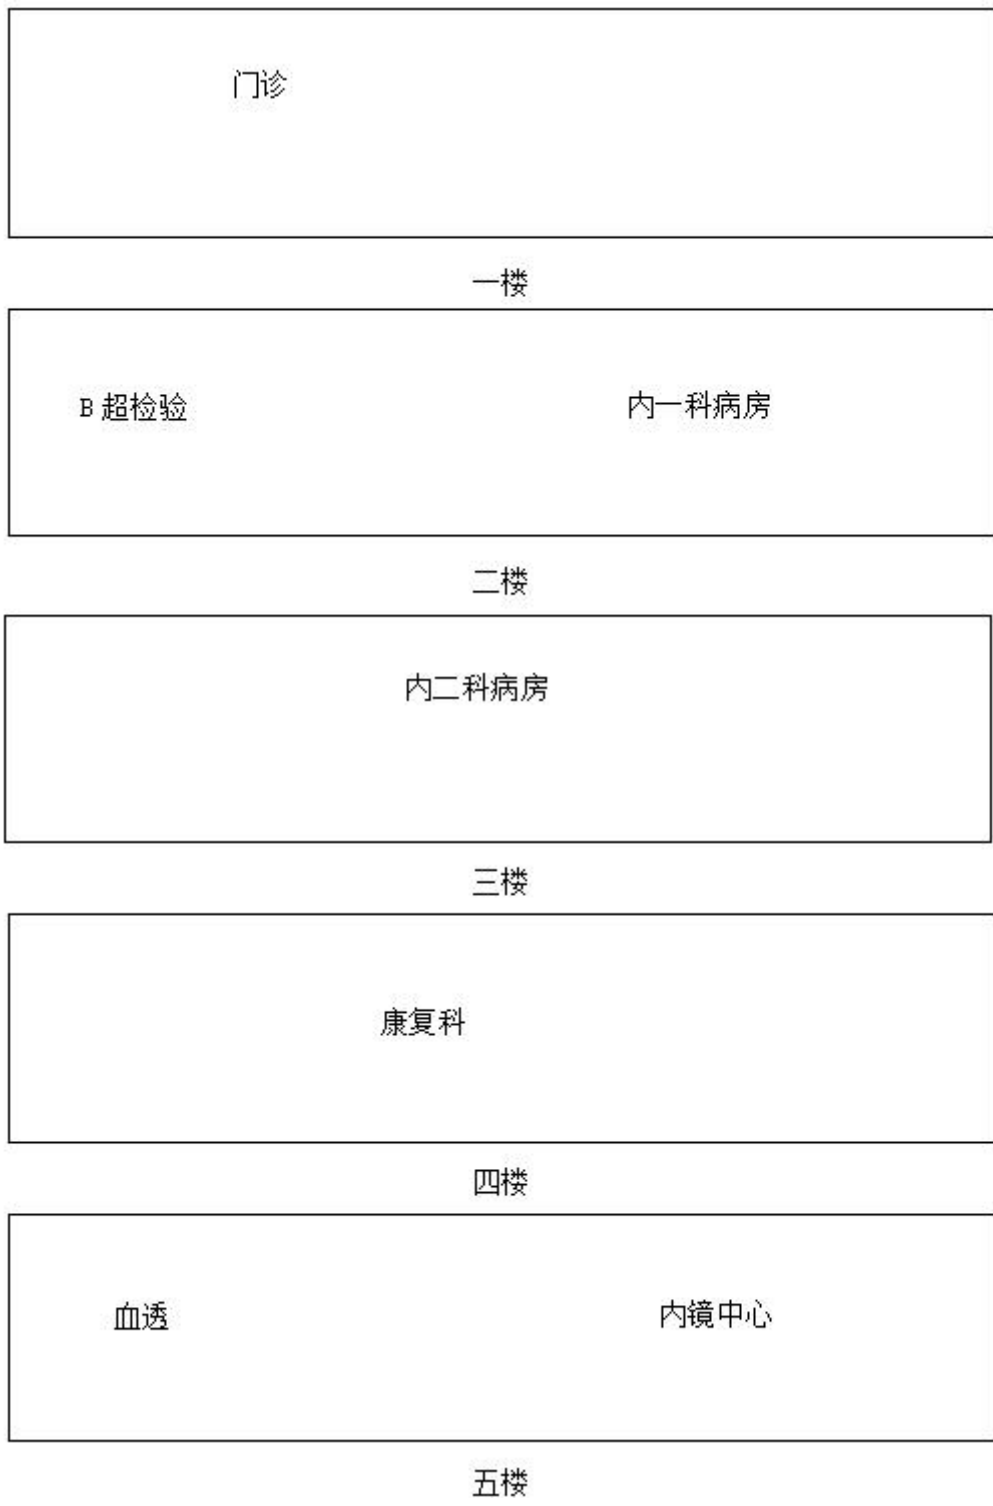 门诊
一楼
B 超检验 内一科病房
二楼
内二科病房
三楼
康复科
四楼
血透 内镜中心
五楼